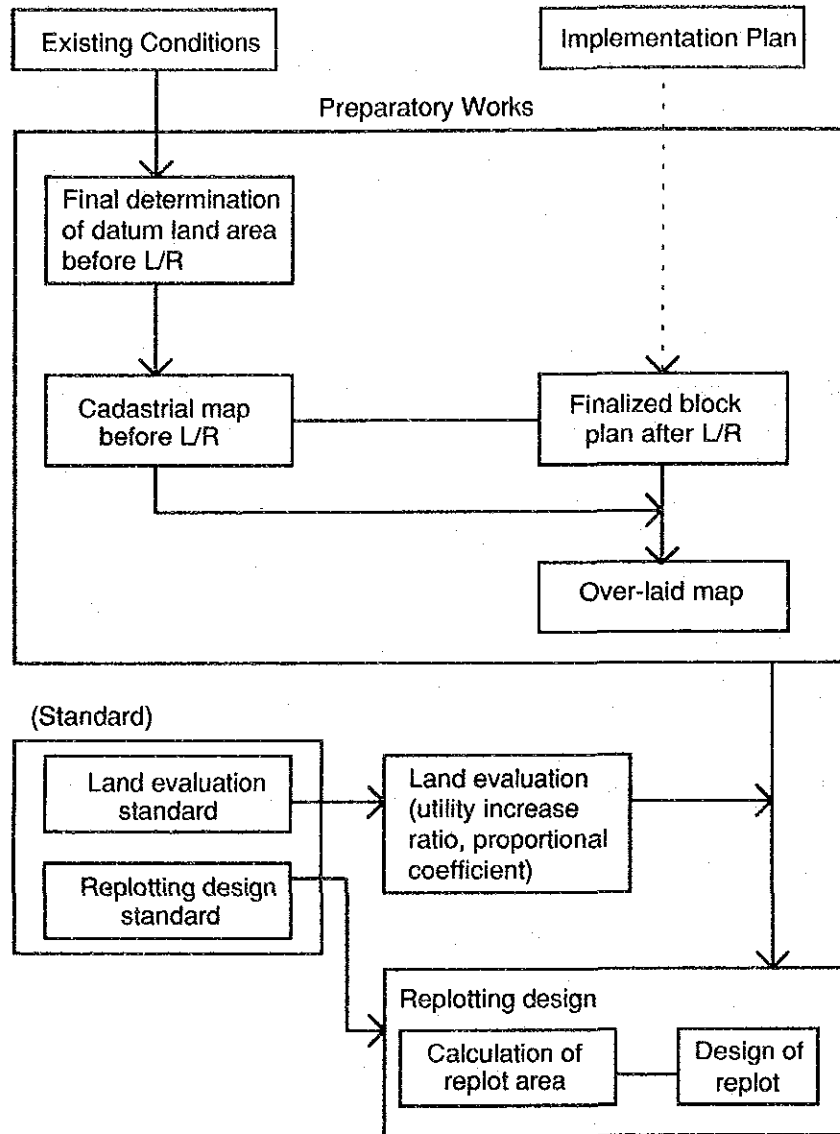 Existing Conditions
Implementation Plan
Preparatory Works
Final determination
of datum land area
before L/R
Cadastrial map
before L/R
Finalized block
plan after L/R
Over-laid map
(Standard)
Land evaluation
standard
Land evaluation
(utility increase
ratio, proportional
coefficient)
Replotting design
standard
Replotting design
Calculation of
replot area
Design of
replot